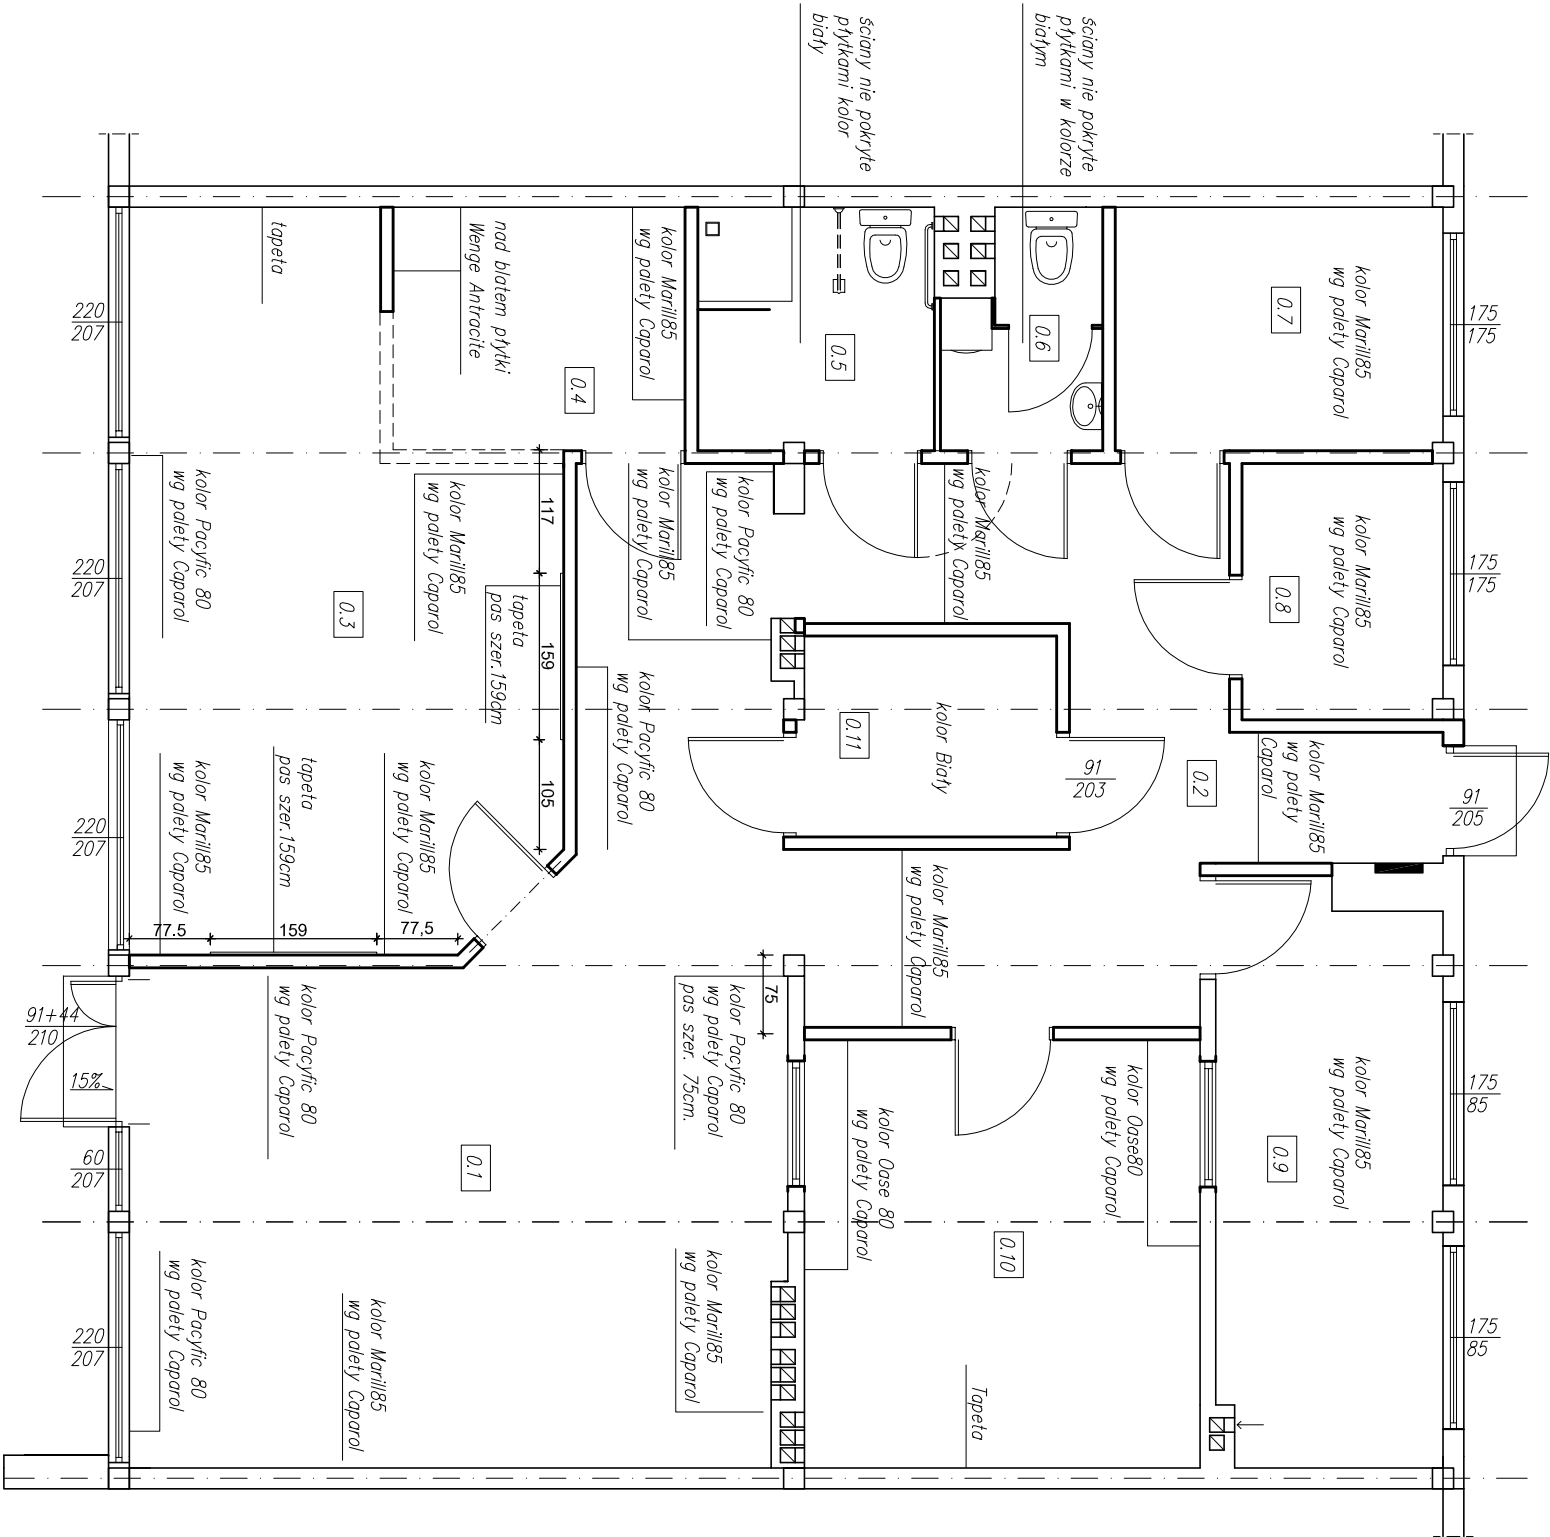 ściany nie pokryte
płytkami kolor
biały
ściany nie pokryte
płytkami w kolorze
białym
tapeta
nad blatem płytki
Wenge Antracite
kolor Marill85
wg palety Caparol
0.4
0.5
0.6
0.7
kolor Marill85
wg palety Caparol
175
175
220
207
kolor Pacyfic 80
wg palety Caparol
kolor Marill85
wg palety Caparol
117
tapeta
pas szer.159cm
159
105
kolor Marill85
wg palety Caparol
kolor Pacyfic 80
wg palety Caparol
kolor Marill85
wg palety Caparol
0.8
kolor Marill85
wg palety Caparol
175
175
220
207
0.3
kolor Pacyfic 80
wg palety Caparol
0.11
kolor Biały
91
203
0.2
kolor Marill85
wg palety
Caparol
91
205
220
207
kolor Marill85
wg palety Caparol
tapeta
pas szer.159cm
kolor Marill85
wg palety Caparol
77.5
159
77,5
kolor Marill85
wg palety Caparol
75
91+44
210
15%
kolor Pacyfic 80
wg palety Caparol
kolor Pacyfic 80
wg palety Caparol
pas szer. 75cm.
kolor Oase 80
wg palety Caparol
kolor Oase80
wg palety Caparol
kolor Marill85
wg palety Caparol
175
85
60
207
0.1
0.9
0.10
220
207
kolor Pacyfic 80
wg palety Caparol
kolor Marill85
wg palety Caparol
kolor Marill85
wg palety Caparol
Tapeta
175
85